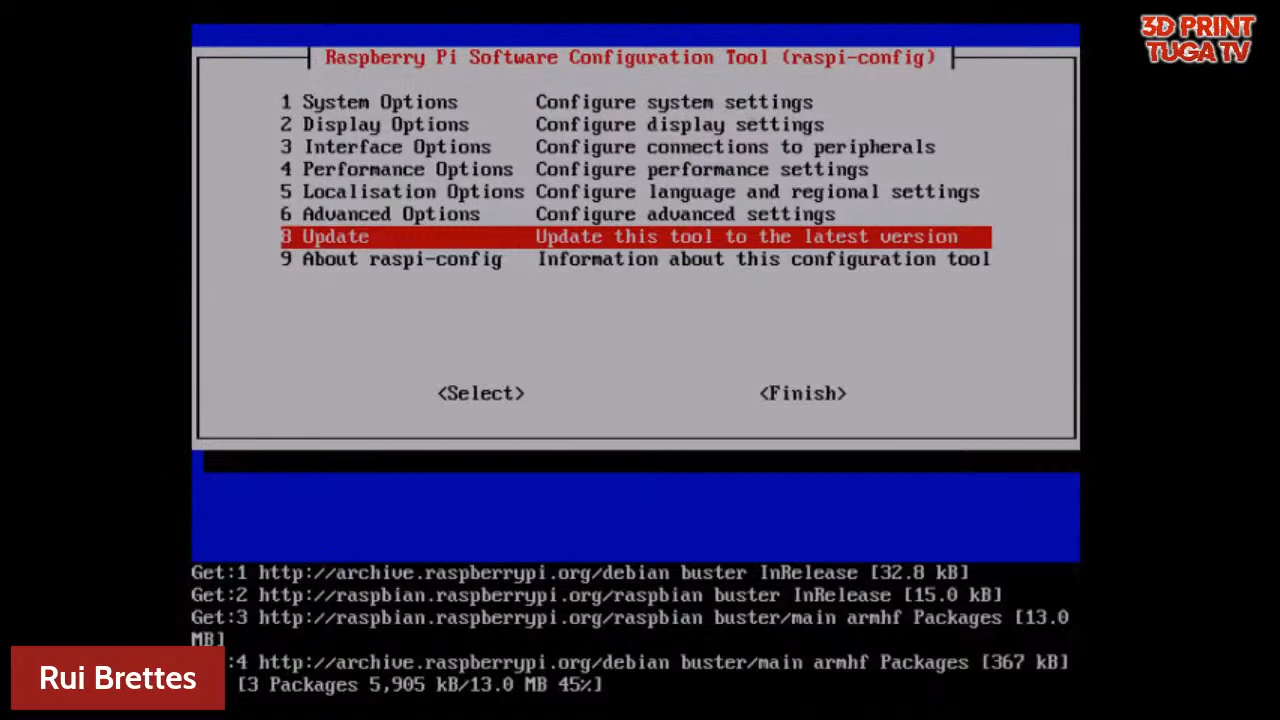 3D PRINT
TUGA TV
Raspberry Pi Software Configuration Tool (raspi-config)
1 System Options Configure system settings
2 Display Options Configure display settings
3 Interface Options Configure connections to peripherals
4 Performance Options Configure performance settings
5 Localisation Options Configure language and regional settings
6 Advanced Options Configure advanced settings
8 Update Update this tool to the latest version
9 About raspi-config Information about this configuration tool
<Select> <Finish>
Get:1 http://archive.raspberrypi.org/debian buster InRelease [32.8 kB]
Get:2 http://raspbian.raspberrypi.org/raspbian buster InRelease [15.0 kB]
Get:3 http://raspbian.raspberrypi.org/raspbian buster/main armhf Packages [13.0
MB]
:4 http://archive.raspberrypi.org/debian buster/main armhf Packages [367 kB]
[3 Packages 5,905 kB/13.0 MB 45%]
Rui Brettes